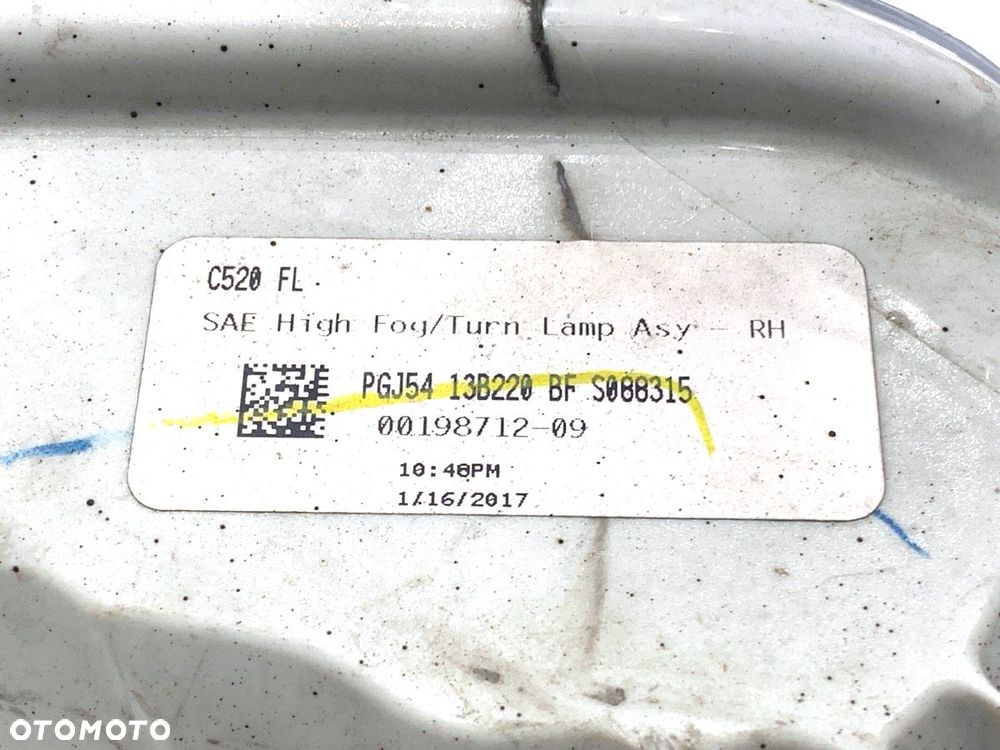 C520 FL
SAE High Fog/Turn Lamp Asy - RH
PGJ54 13B220 BF S088315
00198712-09
10:48PM
1/16/2017
OTOMOTO